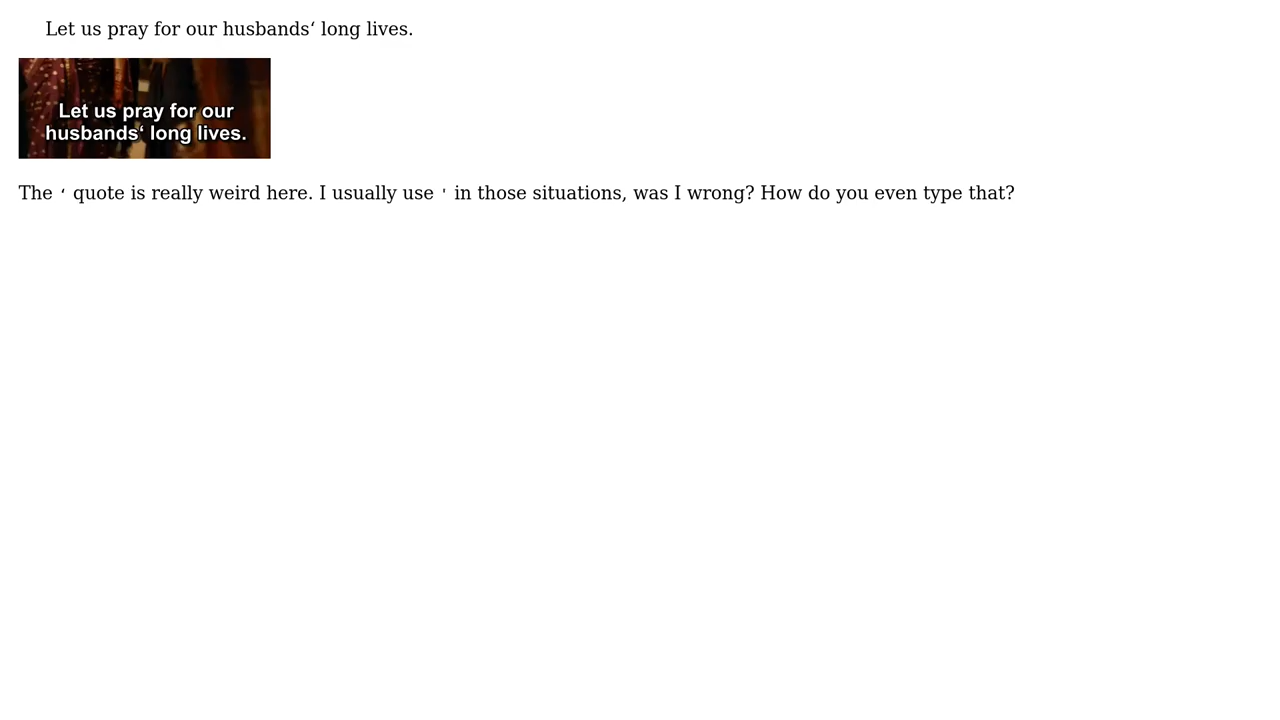 Let us pray for our husbands‘ long lives.
Let us pray for our
husbands‘ long lives.
The ‘ quote is really weird here. I usually use ' in those situations, was I wrong? How do you even type that?